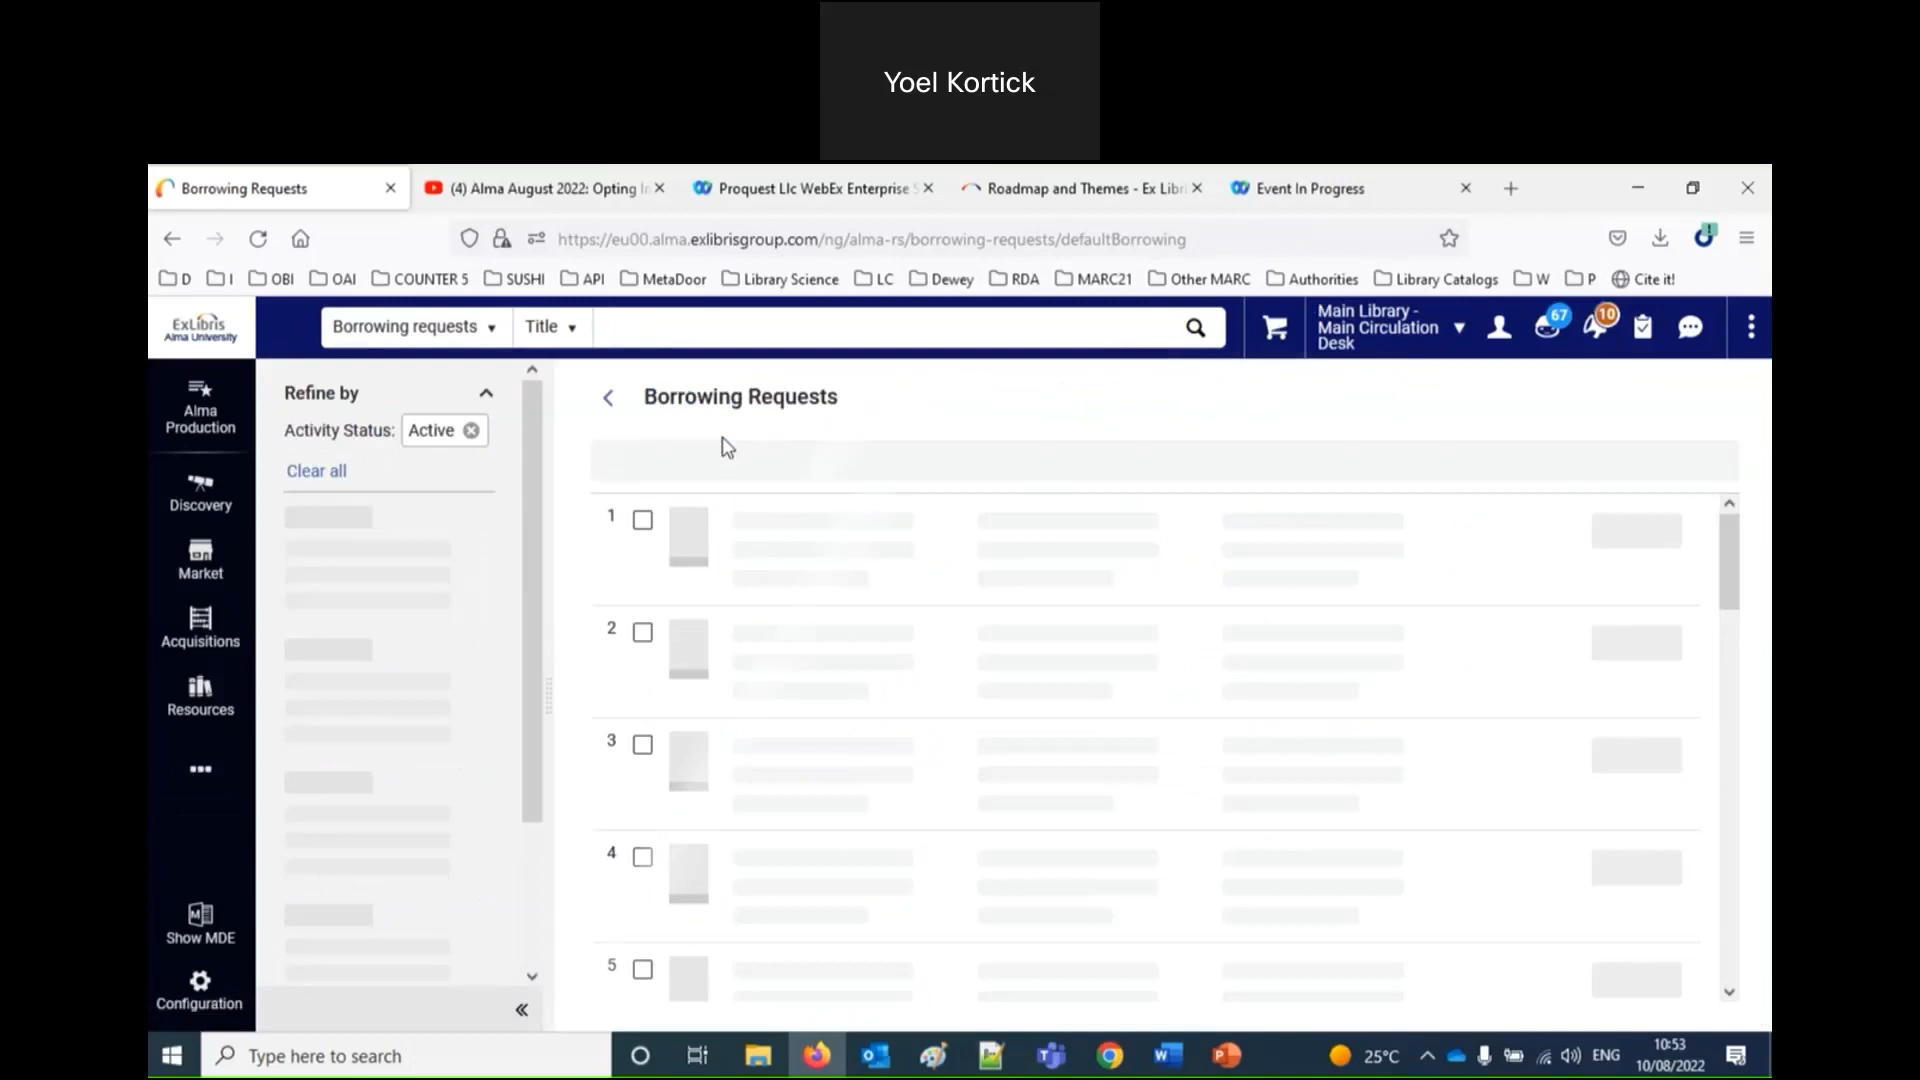 Yoel Kortick
Borrowing Requests
(4) Alma August 2022: Opting In
Proquest Llc WebEx Enterprise S
Roadmap and Themes - Ex Libri
Event In Progress
https://eu00.alma.exlibrisgroup.com/ng/alma-rs/borrowing-requests/defaultBorrowing
D I OBI OAI COUNTER 5 SUSHI API MetaDoor Library Science LC Dewey RDA MARC21 Other MARC Authorities Library Catalogs W P Cite it!
ExLibris
Alma University
Borrowing requests
Title
Main Library -
Main Circulation
Desk
67
10
Alma
Production
Discovery
Market
Acquisitions
Resources
Show MDE
Configuration
Refine by
Activity Status: Active
Clear all
Borrowing Requests
1
2
3
4
5
Type here to search
25°C
ENG
10:53
10/08/2022